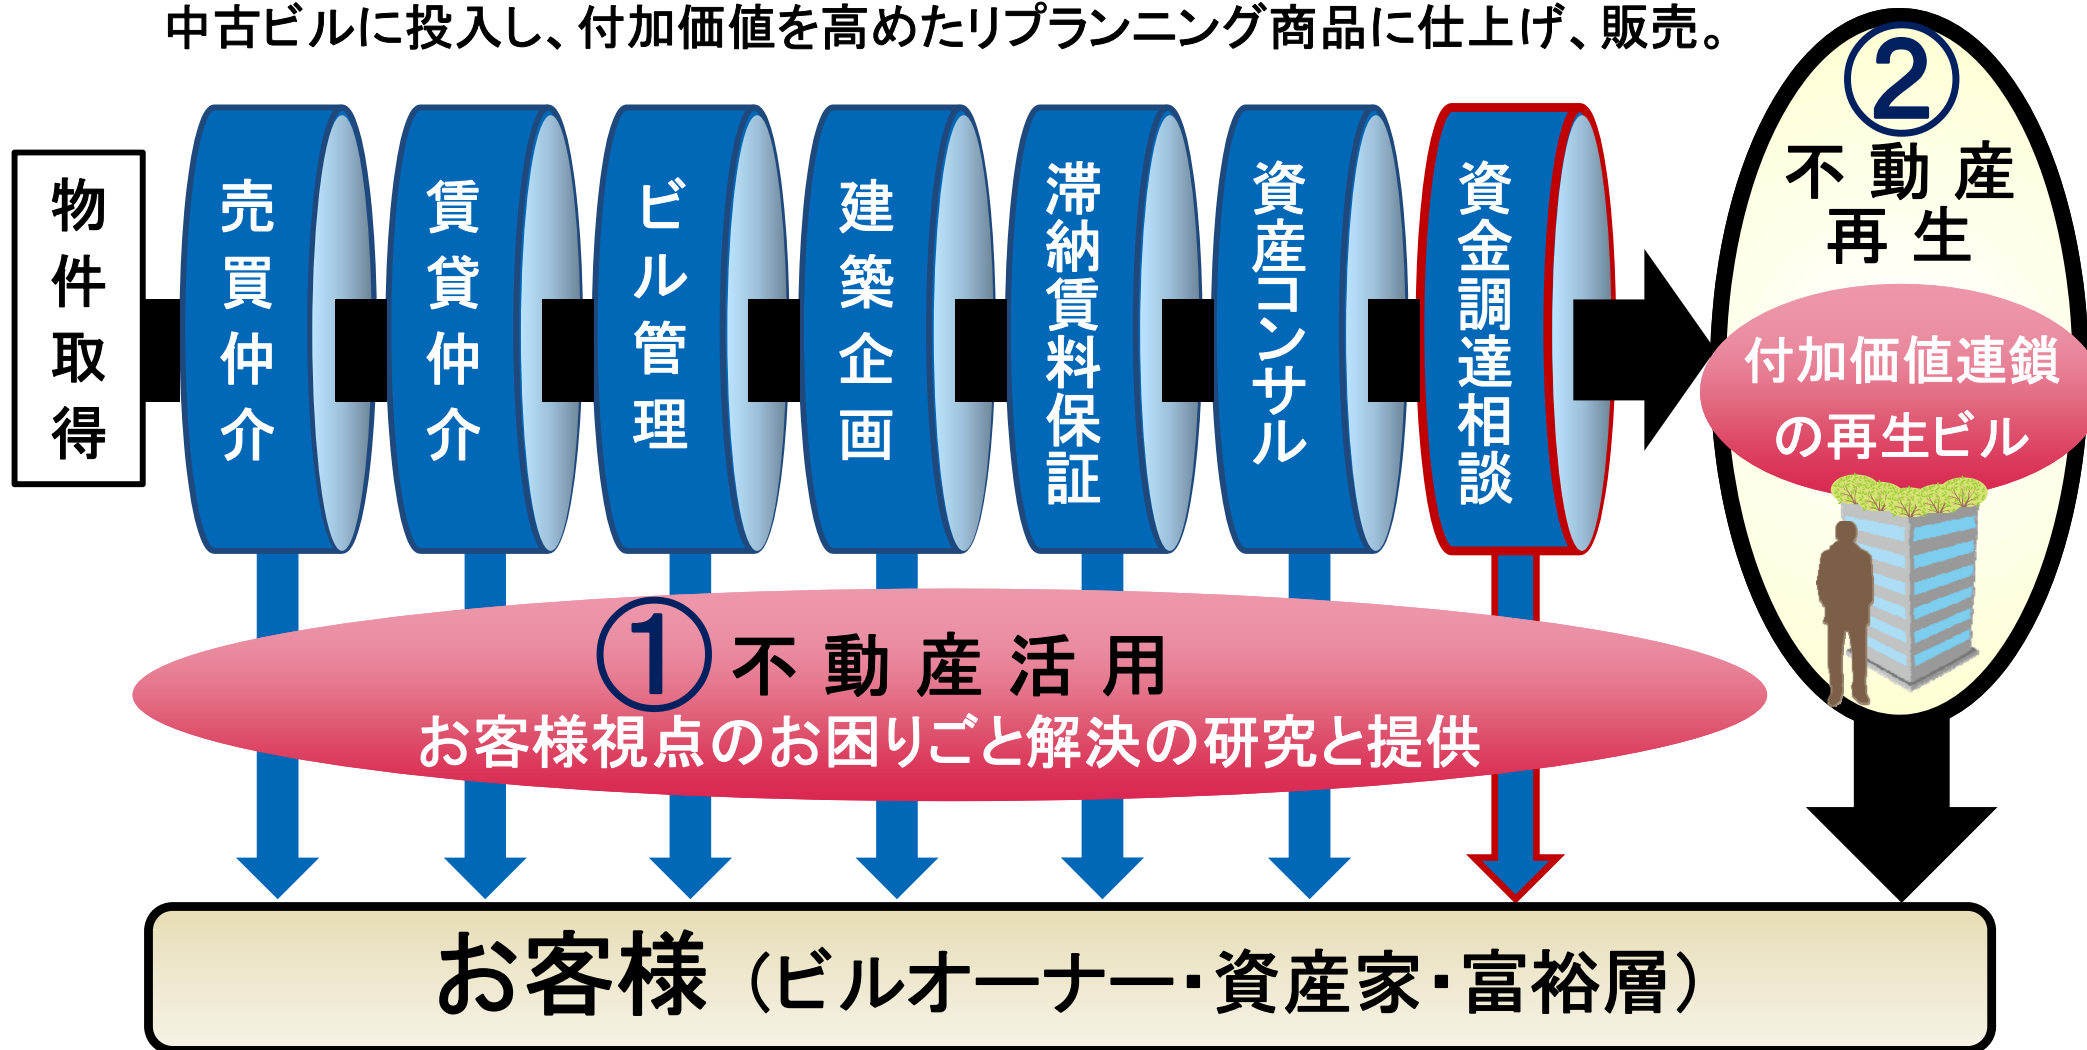 中古ビルに投入し、付加価値を高めたリプランニング商品に仕上げ、販売。
物件取得
売買仲介
賃貸仲介
ビル管理
建築企画
滞納賃料保証
資産コンサル
資金調達相談
②
不動産
再生
付加価値連鎖
の再生ビル
①不動産活用
お客様視点のお困りごと解決の研究と提供
お客様（ビルオーナー・資産家・富裕層）